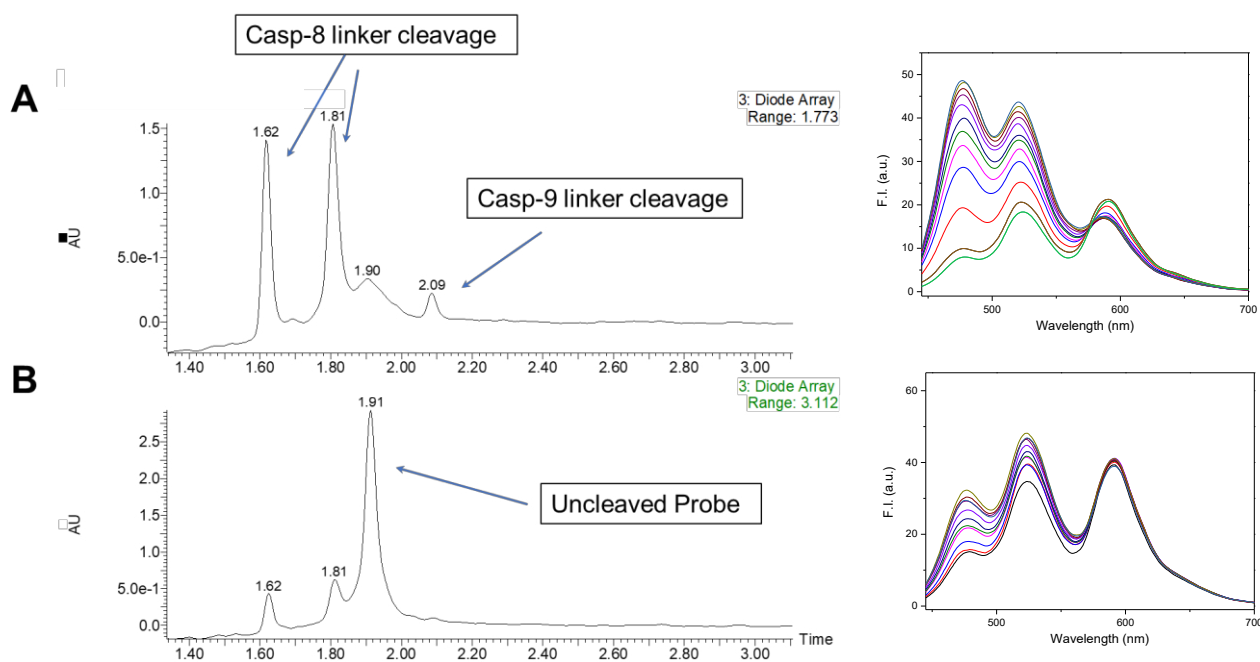 Casp-8 linker cleavage
A
3: Diode Array
Range: 1.773
1.5
1.62
1.81
1.0
Casp-9 linker cleavage
AU
5.0e-1
1.90
2.09
0.0
1.40 1.60 1.80 2.00 2.20 2.40 2.60 2.80 3.00
50
40
30
20
10
0
F.I. (a.u.)
500 600 700
Wavelength (nm)
B
3: Diode Array
Range: 3.112
1.91
2.5
2.0
Uncleaved Probe
AU
1.5
1.0
5.0e-1
1.62
1.81
0.0
Time
1.40 1.60 1.80 2.00 2.20 2.40 2.60 2.80 3.00
60
40
20
0
F.I. (a.u.)
500 600 700
Wavelength (nm)